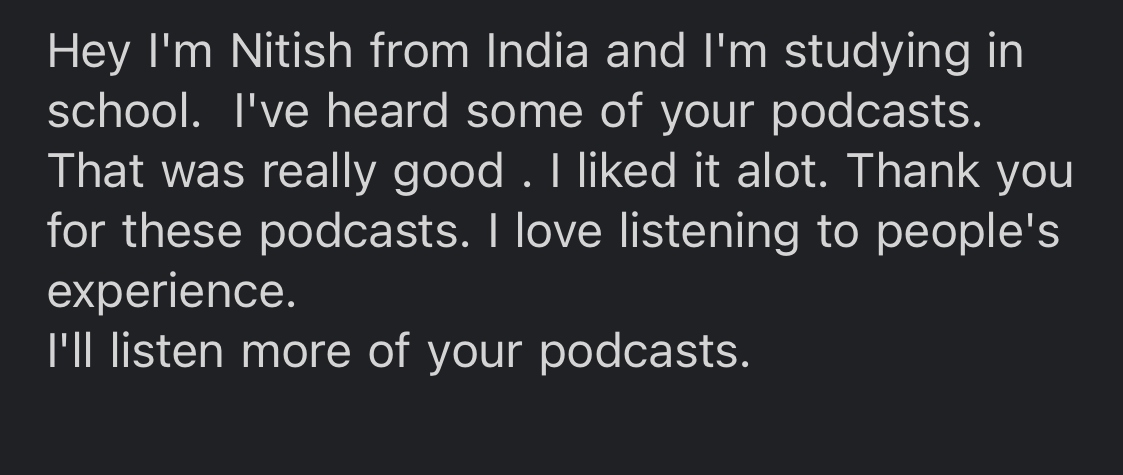 Hey I'm Nitish from India and I'm studying in
school.  I've heard some of your podcasts.
That was really good . I liked it alot. Thank you
for these podcasts. I love listening to people's
experience.
I'll listen more of your podcasts.